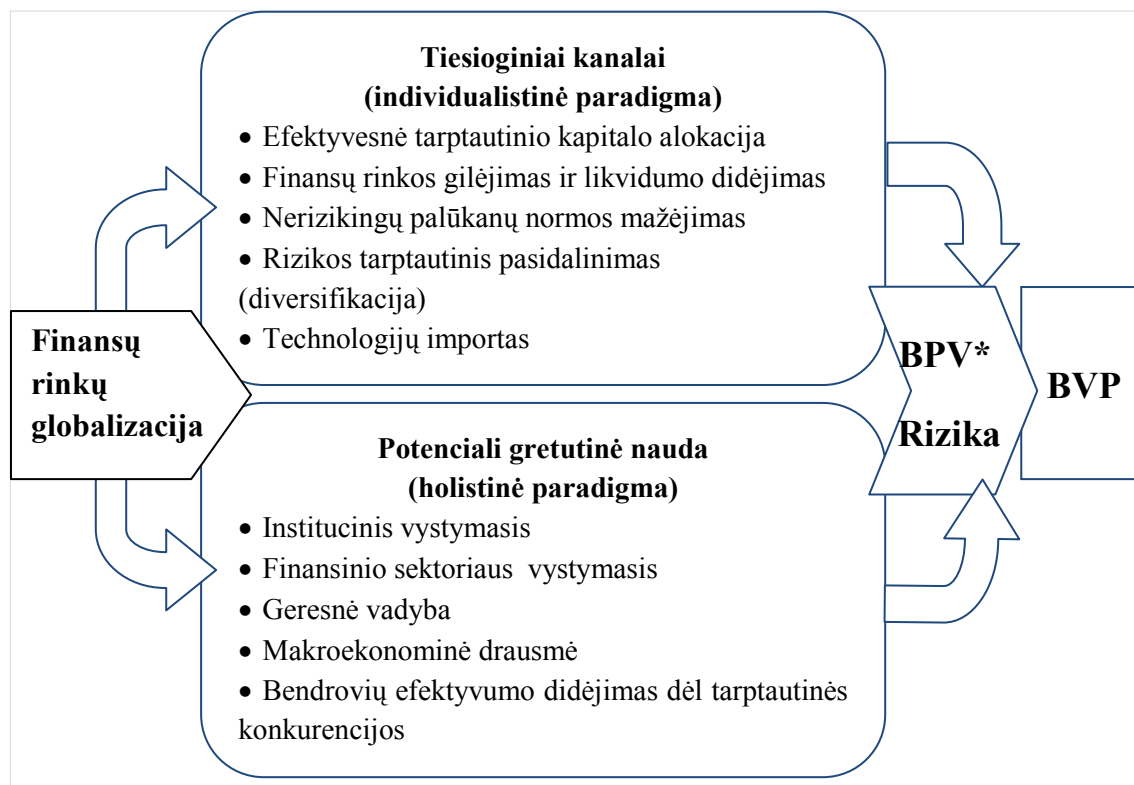 Tiesioginiai kanalai
(individualistinė paradigma)
• Efektyvesnė tarptautinio kapitalo alokacija
• Finansų rinkos gilėjimas ir likvidumo didėjimas
• Nerizikingų palūkanų normos mažėjimas
• Rizikos tarptautinis pasidalinimas
(diversifikacija)
• Technologijų importas
Finansų
rinkų
globalizacija
Potenciali gretutinė nauda
(holistinė paradigma)
• Institucinis vystymasis
• Finansinio sektoriaus vystymasis
• Geresnė vadyba
• Makroekonominė drausmė
• Bendrovių efektyvumo didėjimas dėl tarptautinės
konkurencijos
BPV*
Rizika
BVP